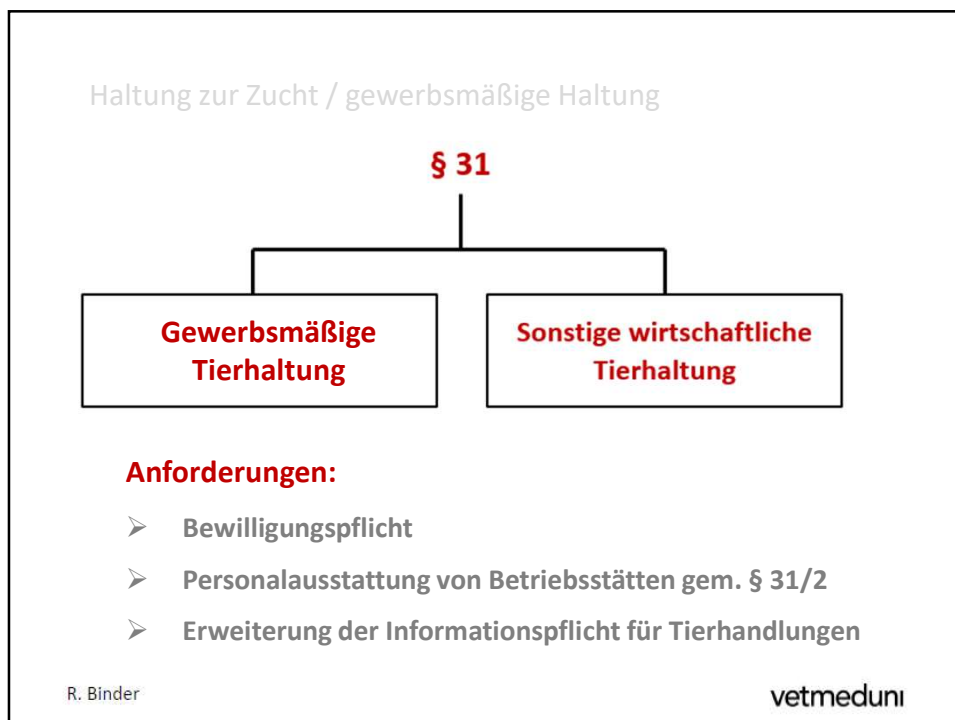 Haltung zur Zucht / gewerbsmäßige Haltung
§ 31
Gewerbsmäßige
Tierhaltung
Sonstige wirtschaftliche
Tierhaltung
Anforderungen:
➢ Bewilligungspflicht
➢ Personalausstattung von Betriebsstätten gem. § 31/2
➢ Erweiterung der Informationspflicht für Tierhandlungen
R. Binder
vetmeduni